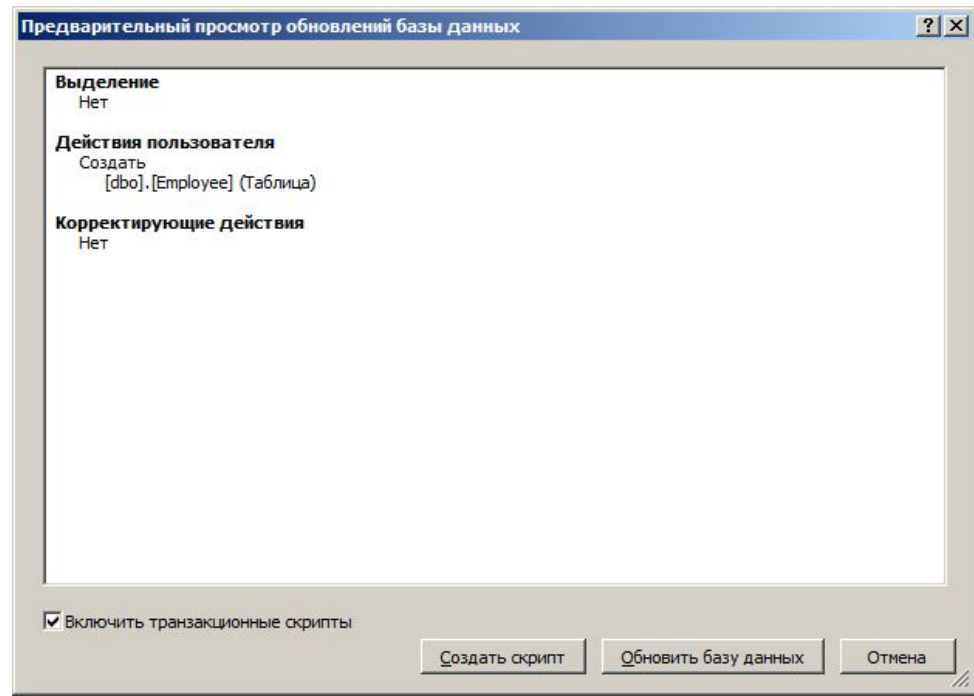 Предварительный просмотр обновлений базы данных
Выделение
Нет
Действия пользователя
Создать
[dbo].[Employee] (Таблица)
Корректирующие действия
Нет
Включить транзакционные скрипты
Создать скрипт
Обновить базу данных
Отмена